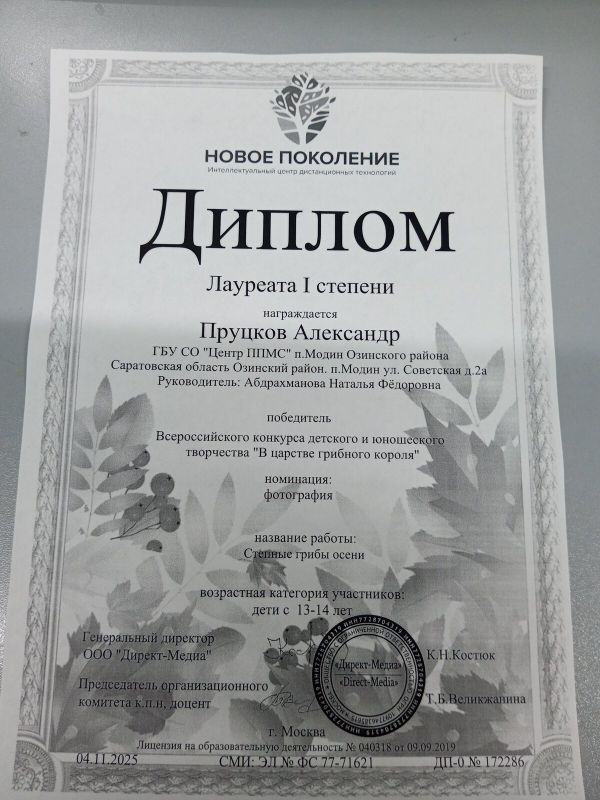 НОВОЕ ПОКОЛЕНИЕ
Интеллектуальный центр дистанционных технологий
Диплом
Лауреата I степени
награждается
Пруцков Александр
ГБУ СО "Центр ППМС" п.Модин Озинского района
Саратовская область Озинский район. п.Модин ул. Советская д.2а
Руководитель: Абдрахманова Наталья Фёдоровна
победитель
Всероссийского конкурса детского и юношеского
творчества "В царстве грибного короля"
номинация:
фотография
название работы:
Степные грибы осени
возрастная категория участников:
дети с 13-14 лет
Генеральный директор
ООО "Директ-Медиа"
К.Н.Костюк
«Директ-Медиа»
«Direct-Media»
Председатель организационного
комитета к.п.н, доцент
Т.Б.Великжанина
г. Москва
Лицензия на образовательную деятельность № 040318 от 09.09.2019
04.11.2025 СМИ: ЭЛ № ФС 77-71621 ДП-0 № 172286